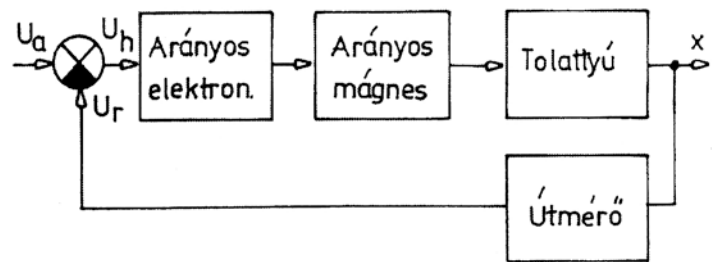 Ua
Uh
Ur
Arányos
elektron.
Arányos
mágnes
Tolattyú
x
Útmérő